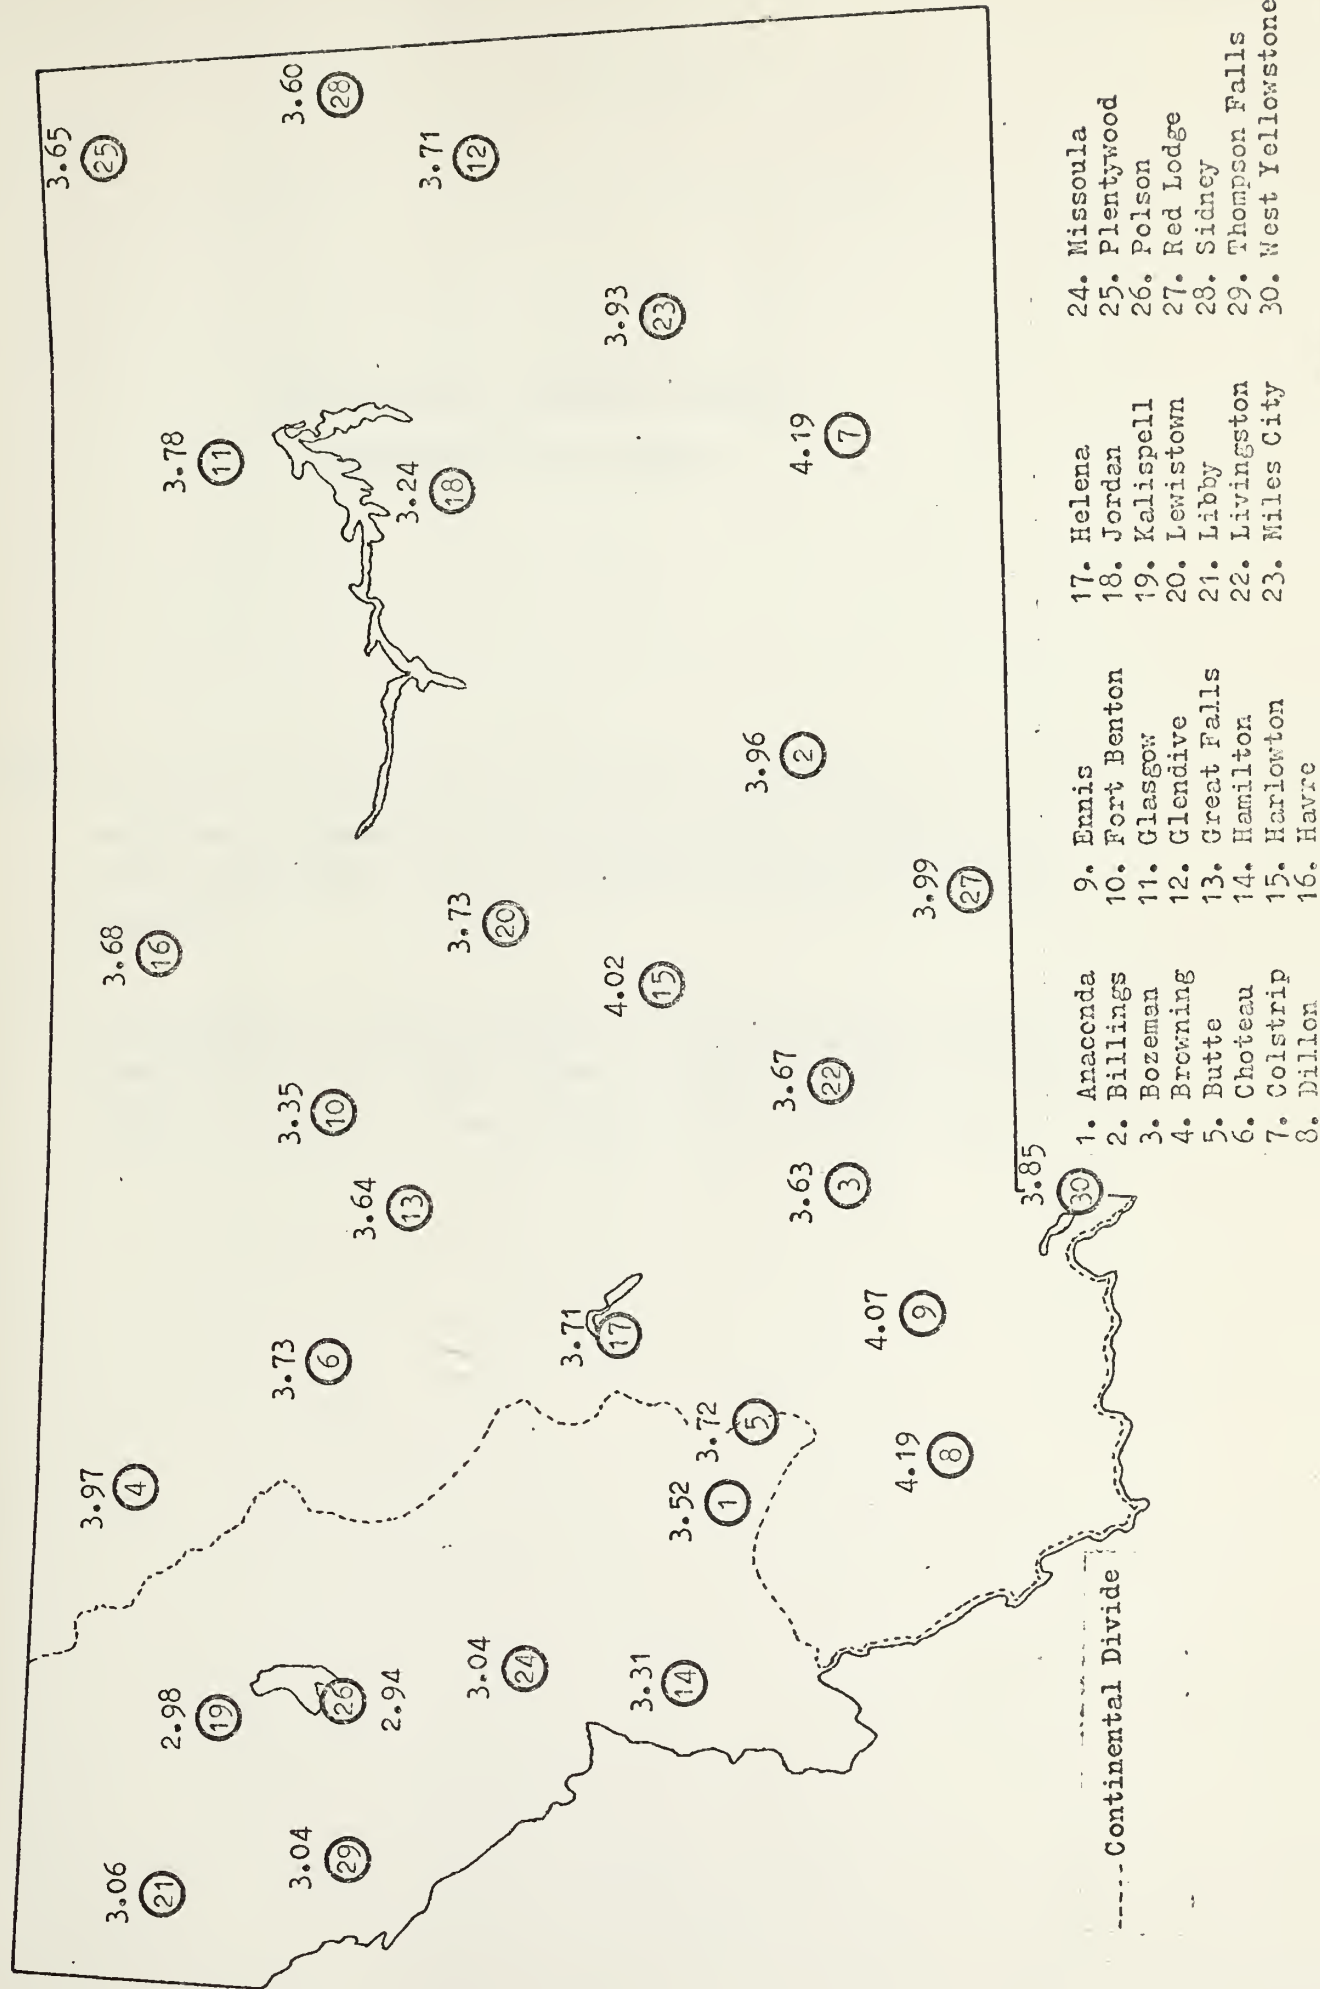 3.65
25
3.97
4
3.68
16
3.06
21
2.98
19
3.78
11
3.73
6
3.35
10
3.60
28
3.04
29
3.64
13
26
2.94
3.24
18
3.71
12
3.73
20
3.04
24
3.71
17
3.93
23
4.02
15
3.31
14
3.52
1
3.72
5
3.96
2
3.67
22
3.63
3
4.19
7
4.07
9
4.19
8
3.99
27
3.85
30
-----Continental Divide
1. Anaconda
2. Billings
3. Bozeman
4. Browning
5. Butte
6. Choteau
7. Colstrip
8. Dillon
9. Ennis
10. Fort Benton
11. Glasgow
12. Glendive
13. Great Falls
14. Hamilton
15. Harlowton
16. Havre
17. Helena
18. Jordan
19. Kalispell
20. Lewistown
21. Libby
22. Livingston
23. Miles City
24. Missoula
25. Plentywood
26. Polson
27. Red Lodge
28. Sidney
29. Thompson Falls
30. West Yellowstone